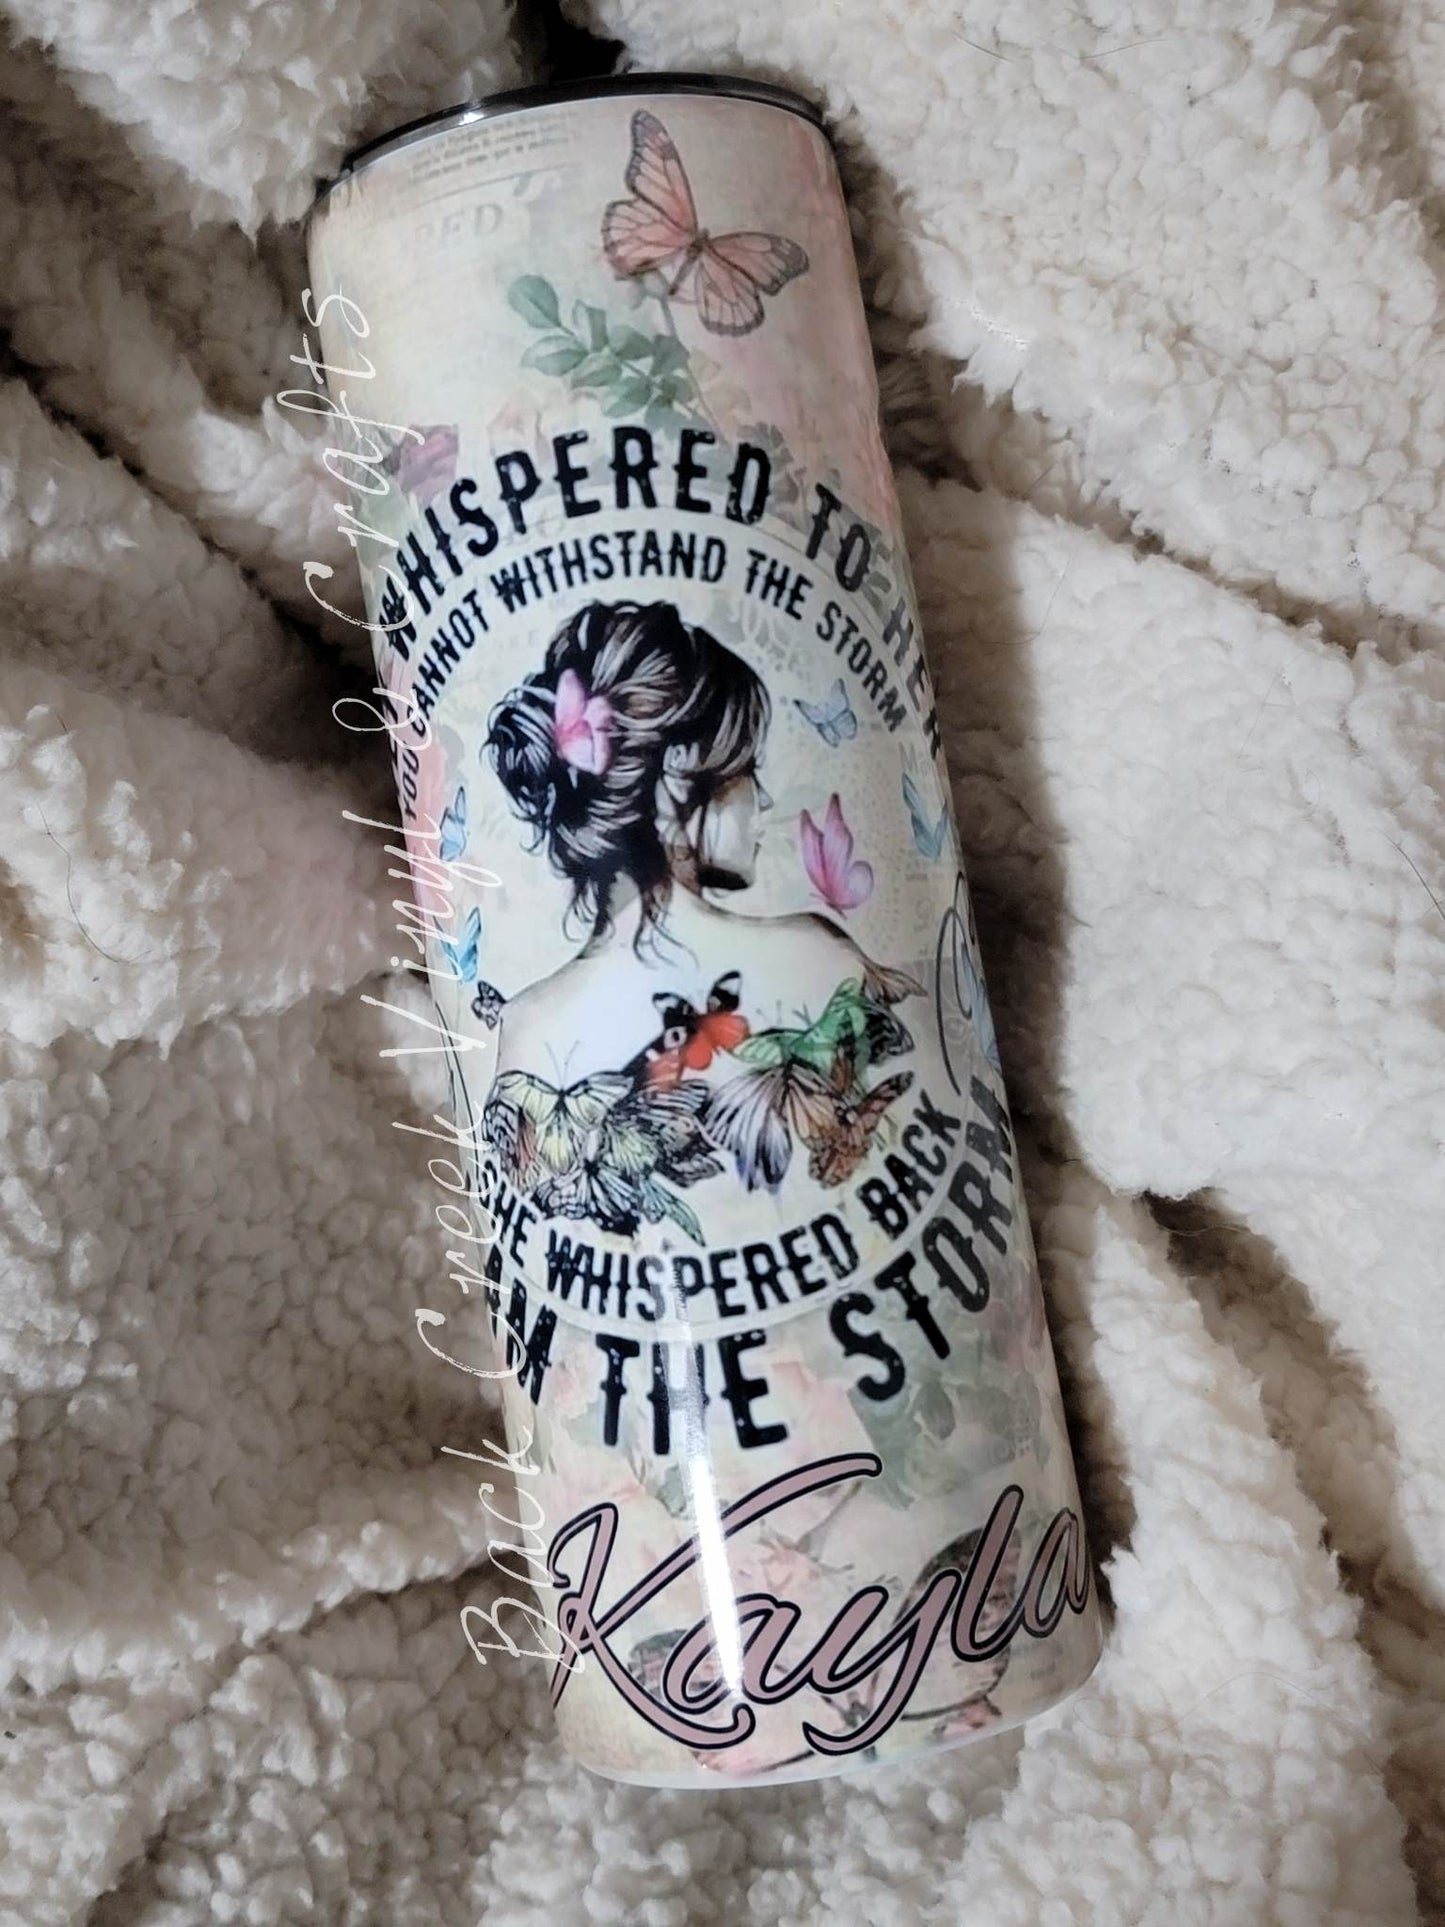 WHISPERED TO HER
YOU CANNOT WITHSTAND THE STORM
SHE WHISPERED BACK
THE STORM
Kayla
Back Creek Vinyl & Crafts